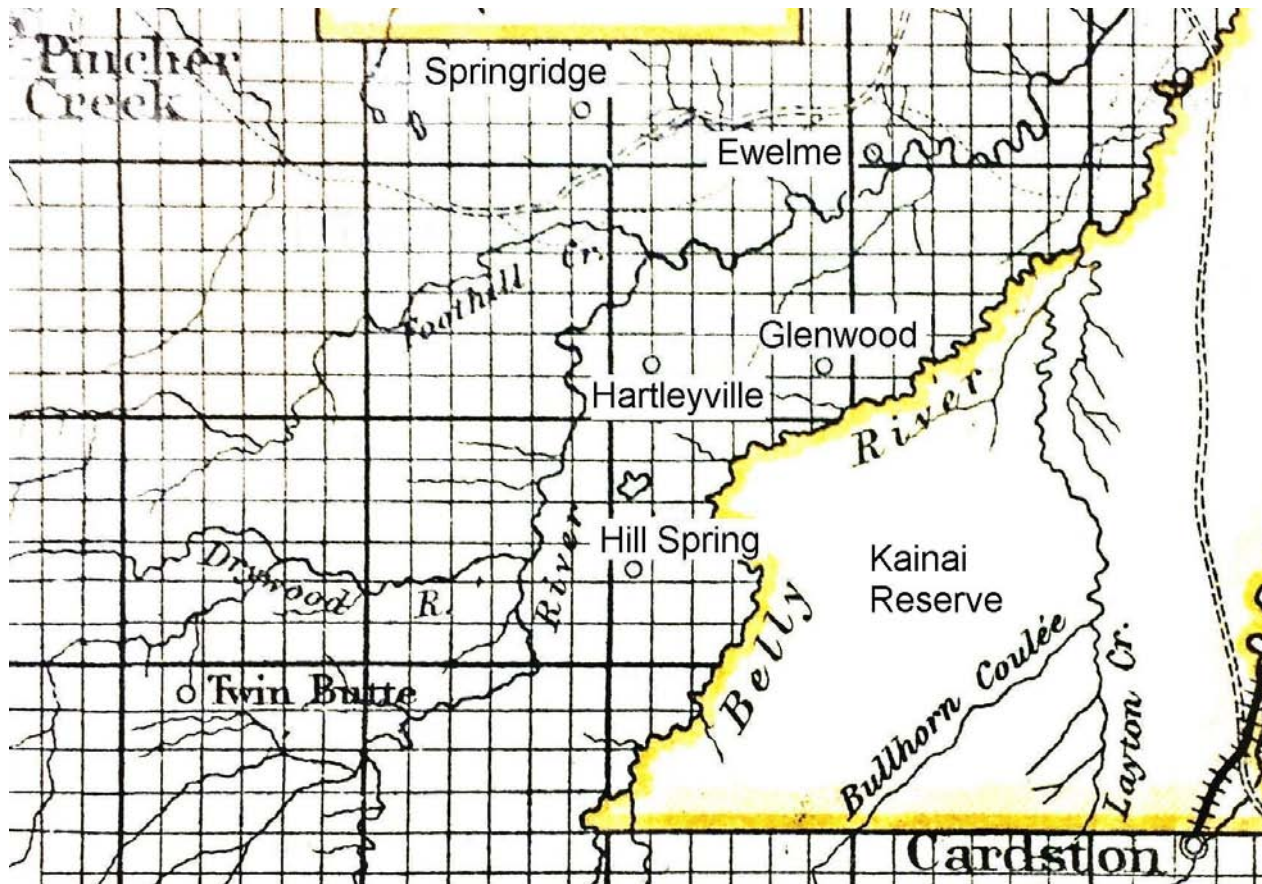 Pincher
Creek
Springridge
Ewelme
Foothill Cr.
Glenwood
Hartleyville
Belly River
Hill Spring
River
Drywood R.
Kainai
Reserve
Twin Butte
Bullhorn Coulée
Layton Cr.
Cardston